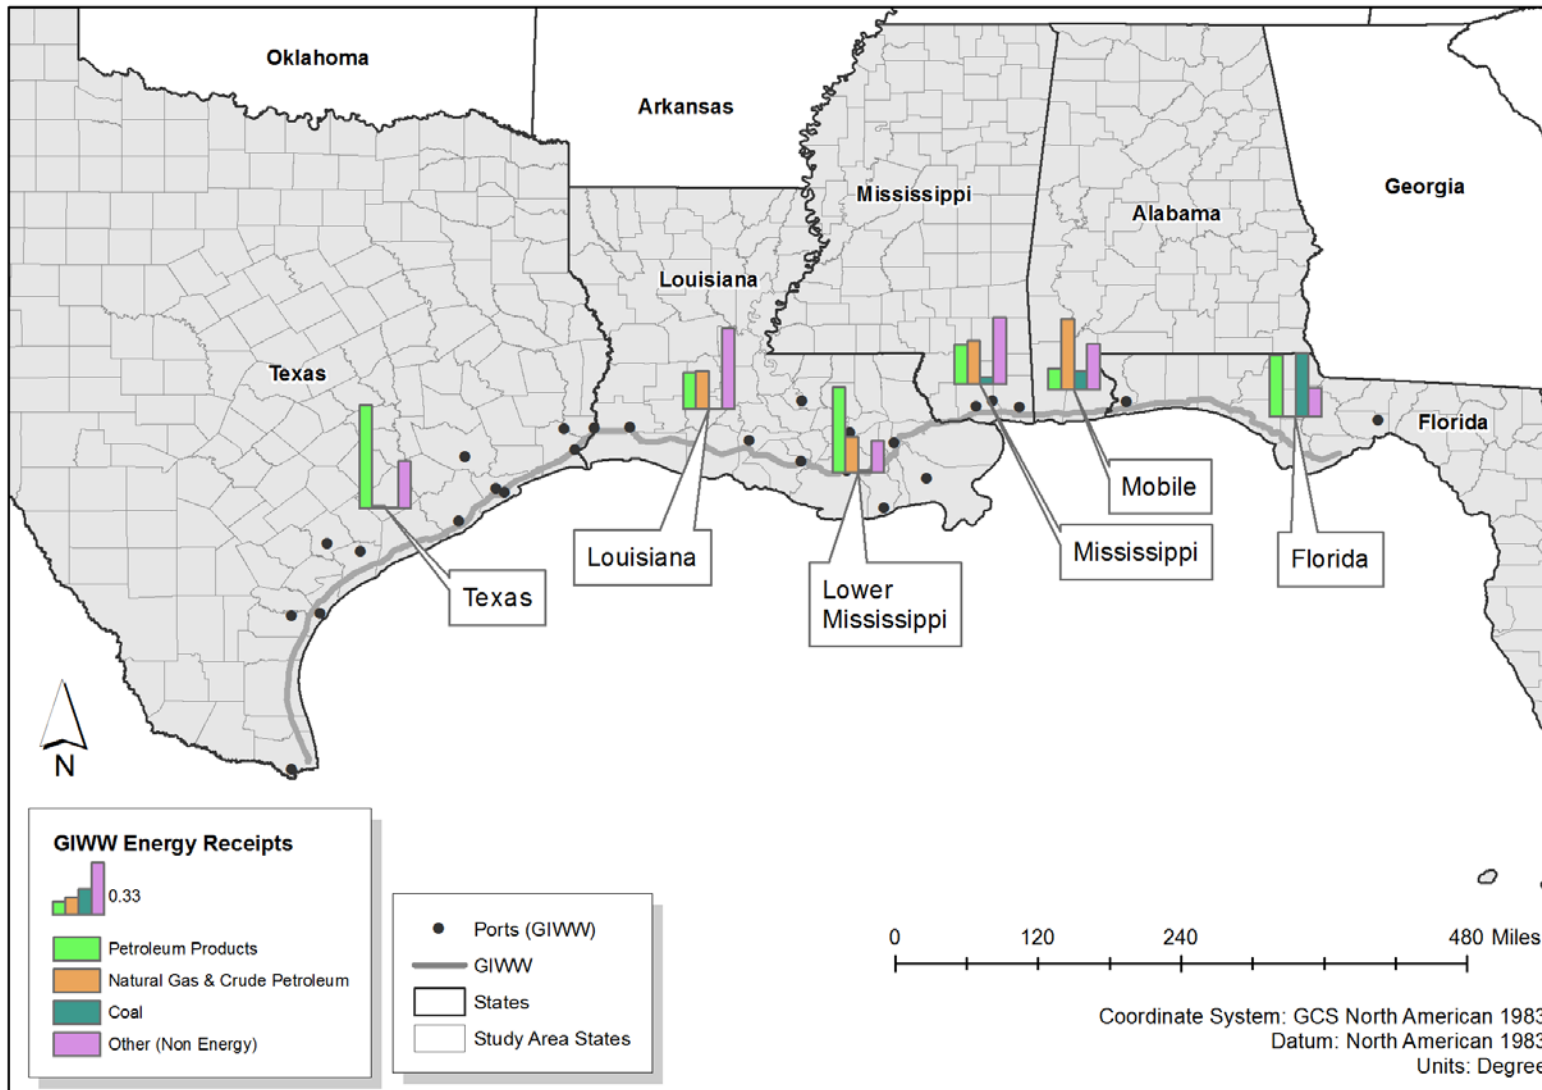 Oklahoma
Arkansas
Mississippi
Alabama
Georgia
Louisiana
Texas
Florida
Mobile
Mississippi
Florida
Louisiana
Lower
Mississippi
Texas
N
GIWW Energy Receipts
0.33
Petroleum Products
Natural Gas & Crude Petroleum
Coal
Other (Non Energy)
Ports (GIWW)
GIWW
States
Study Area States
0 120 240 480 Miles
Coordinate System: GCS North American 1983
Datum: North American 1983
Units: Degree